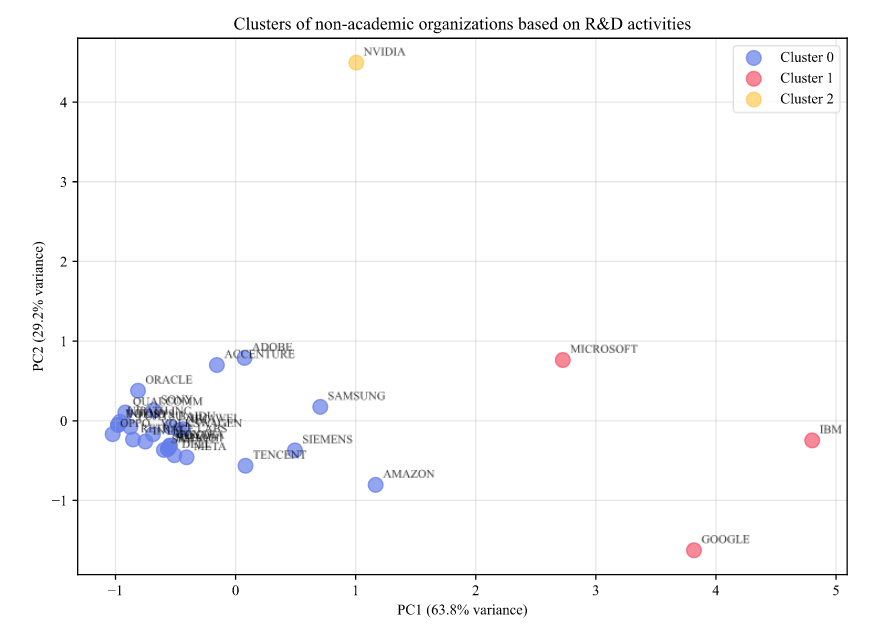 Clusters of non-academic organizations based on R&D activities
NVIDIA
Cluster 0
Cluster 1
Cluster 2
PC2 (29.2% variance)
4
3
2
1
0
−1
ADOBE
ACCENTURE
MICROSOFT
ORACLE
SAMSUNG
SONY
QUALCOMM
OPPO
META
IBM
SIEMENS
TENCENT
AMAZON
GOOGLE
−1
0
1
2
3
4
5
PC1 (63.8% variance)